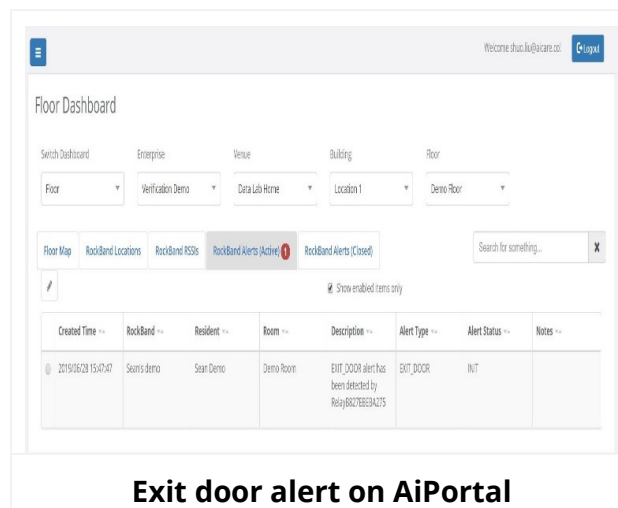 Welcome shuo.liu@aicare.col
Logout
Floor Dashboard
Switch Dashboard Enterprise Venue Building Floor
Floor Verification Demo Data Lab Home Location 1 Demo Floor
Floor Map RockBand Locations RockBand RSSIs RockBand Alerts (Active) 1 RockBand Alerts (Closed) Search for something...
Show enabled items only
Created Time RockBand Resident Room Description Alert Type Alert Status Notes
2019/06/28 15:47:47 Sean's demo Sean Demo Demo Room EXIT_DOOR alert has EXIT_DOOR INIT
been detected by
RelayB827EBEBA275
Exit door alert on AiPortal